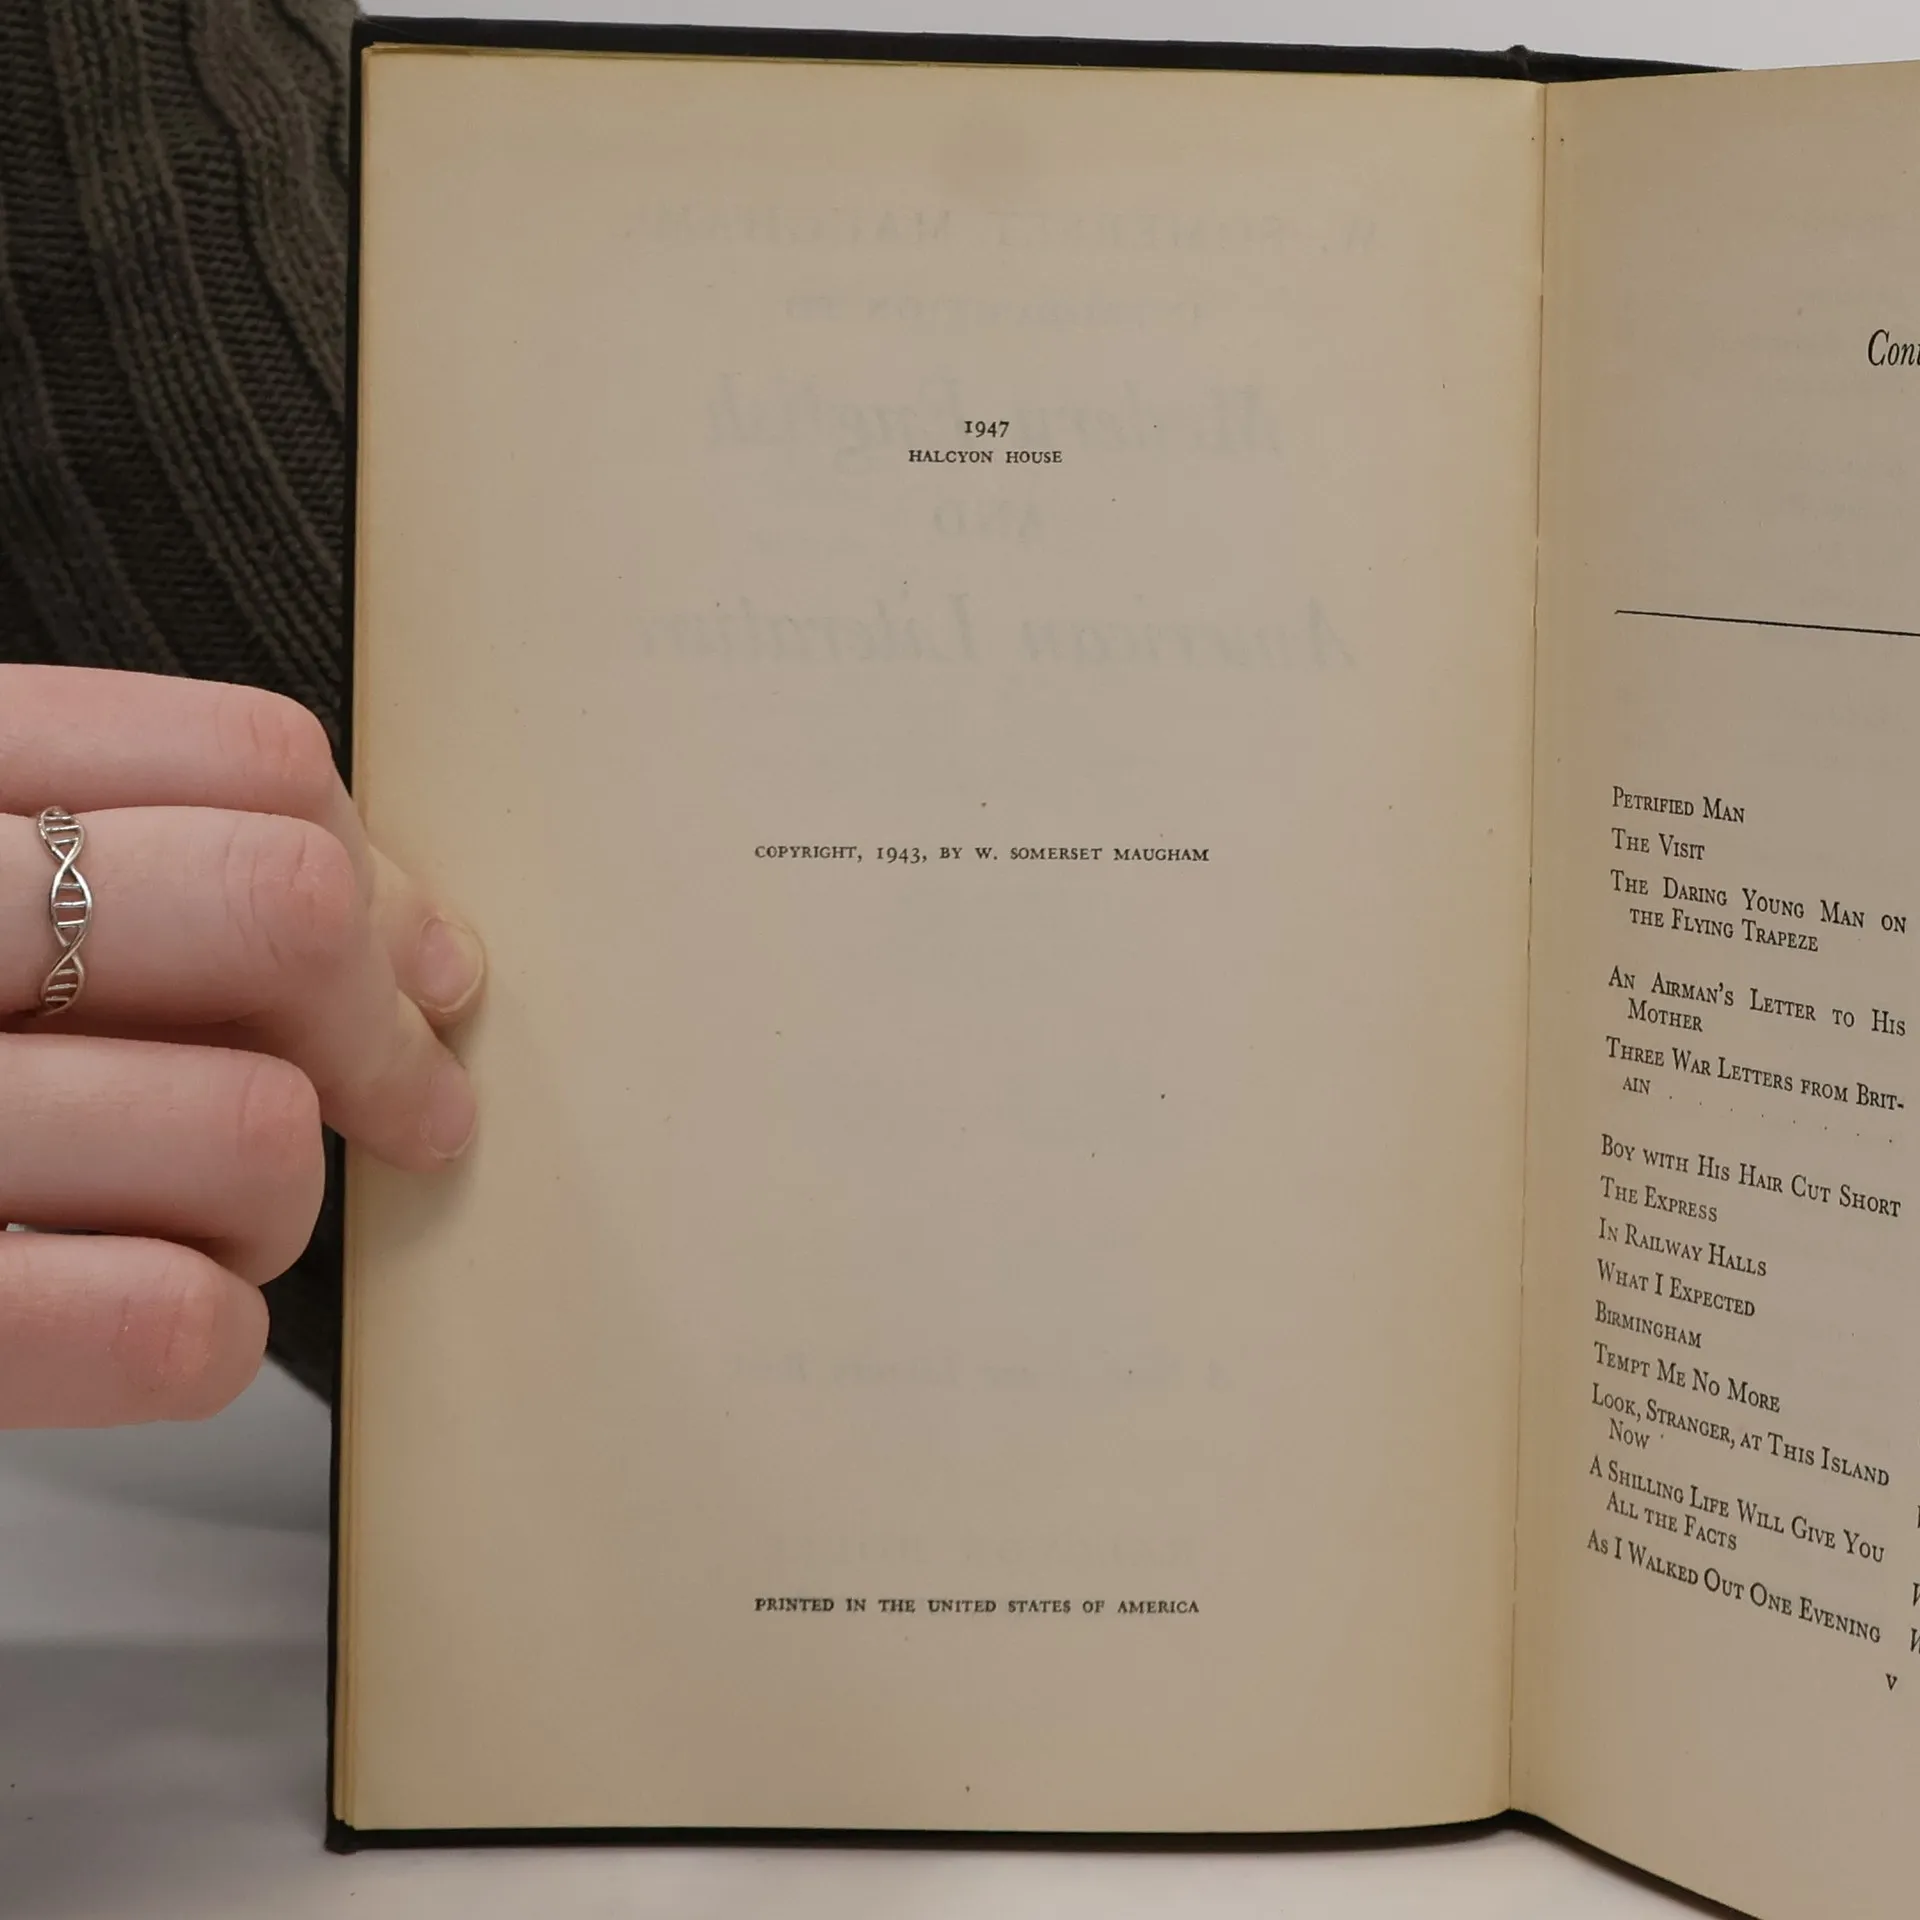 1947
HALCYON HOUSE
COPYRIGHT, 1943, BY W. SOMERSET MAUGHAM
PRINTED IN THE UNITED STATES OF AMERICA
PETRIFIED MAN
THE VISIT
THE DARING YOUNG MAN ON
THE FLYING TRAPEZE
AN AIRMAN'S LETTER TO HIS
MOTHER
THREE WAR LETTERS FROM BRIT-
AIN . . . . . . . .
BOY WITH HIS HAIR CUT SHORT
THE EXPRESS
IN RAILWAY HALLS
WHAT I EXPECTED
BIRMINGHAM
TEMPT ME NO MORE
LOOK, STRANGER, AT THIS ISLAND
NOW
A SHILLING LIFE WILL GIVE YOU
ALL THE FACTS
AS I WALKED OUT ONE EVENING
v